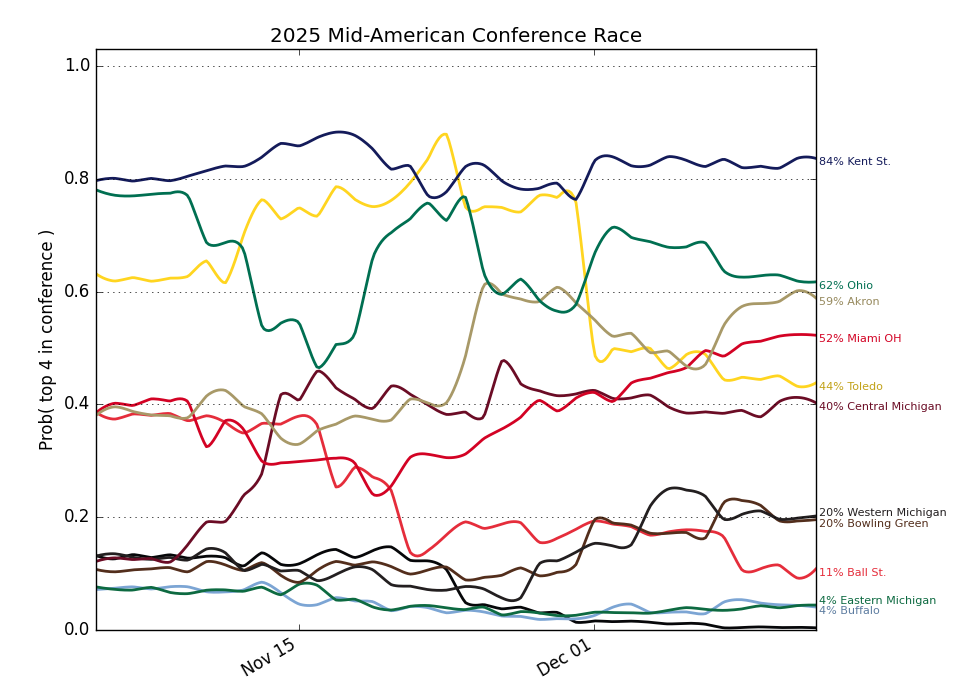 2025 Mid-American Conference Race
Prob( top 4 in conference )
1.0
0.8
0.6
0.4
0.2
0.0
Nov 15
Dec 01
84% Kent St.
62% Ohio
59% Akron
52% Miami OH
44% Toledo
40% Central Michigan
20% Western Michigan
20% Bowling Green
11% Ball St.
4% Eastern Michigan
4% Buffalo